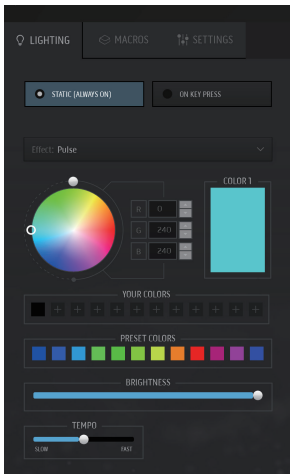 LIGHTING MACROS SETTINGS
STATIC (ALWAYS ON) ON KEY PRESS
Effect: Pulse
COLOR 1
R 0
G 240
B 240
YOUR COLORS
+ + + + + + + + + + +
PRESET COLORS
BRIGHTNESS
TEMPO
SLOW FAST